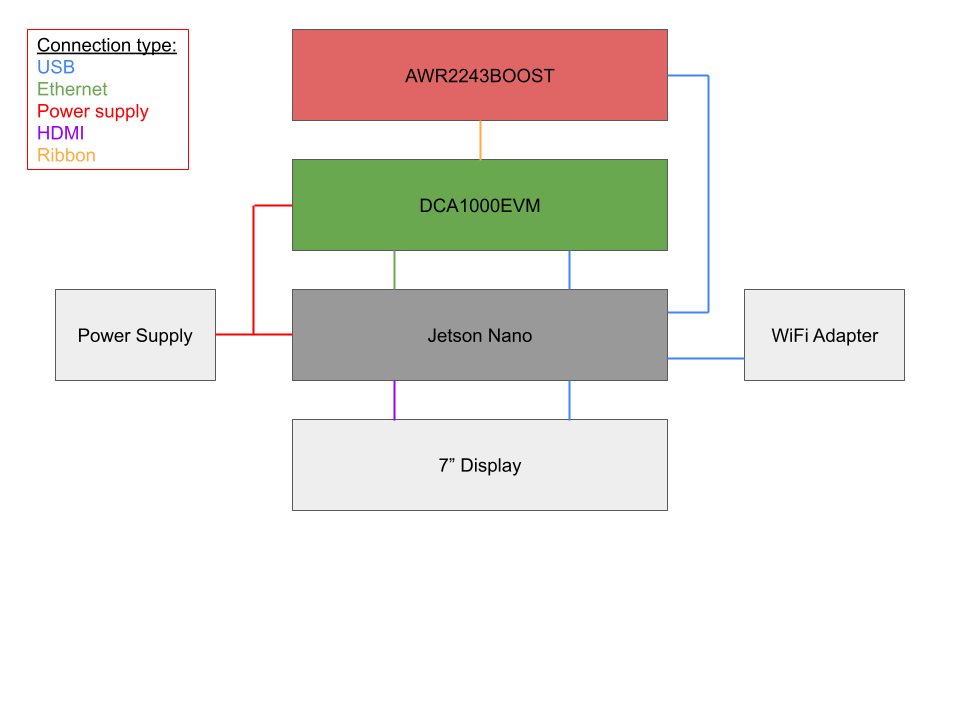 Connection type:
USB
Ethernet
Power supply
HDMI
Ribbon
AWR2243BOOST
DCA1000EVM
Power Supply
Jetson Nano
WiFi Adapter
7” Display